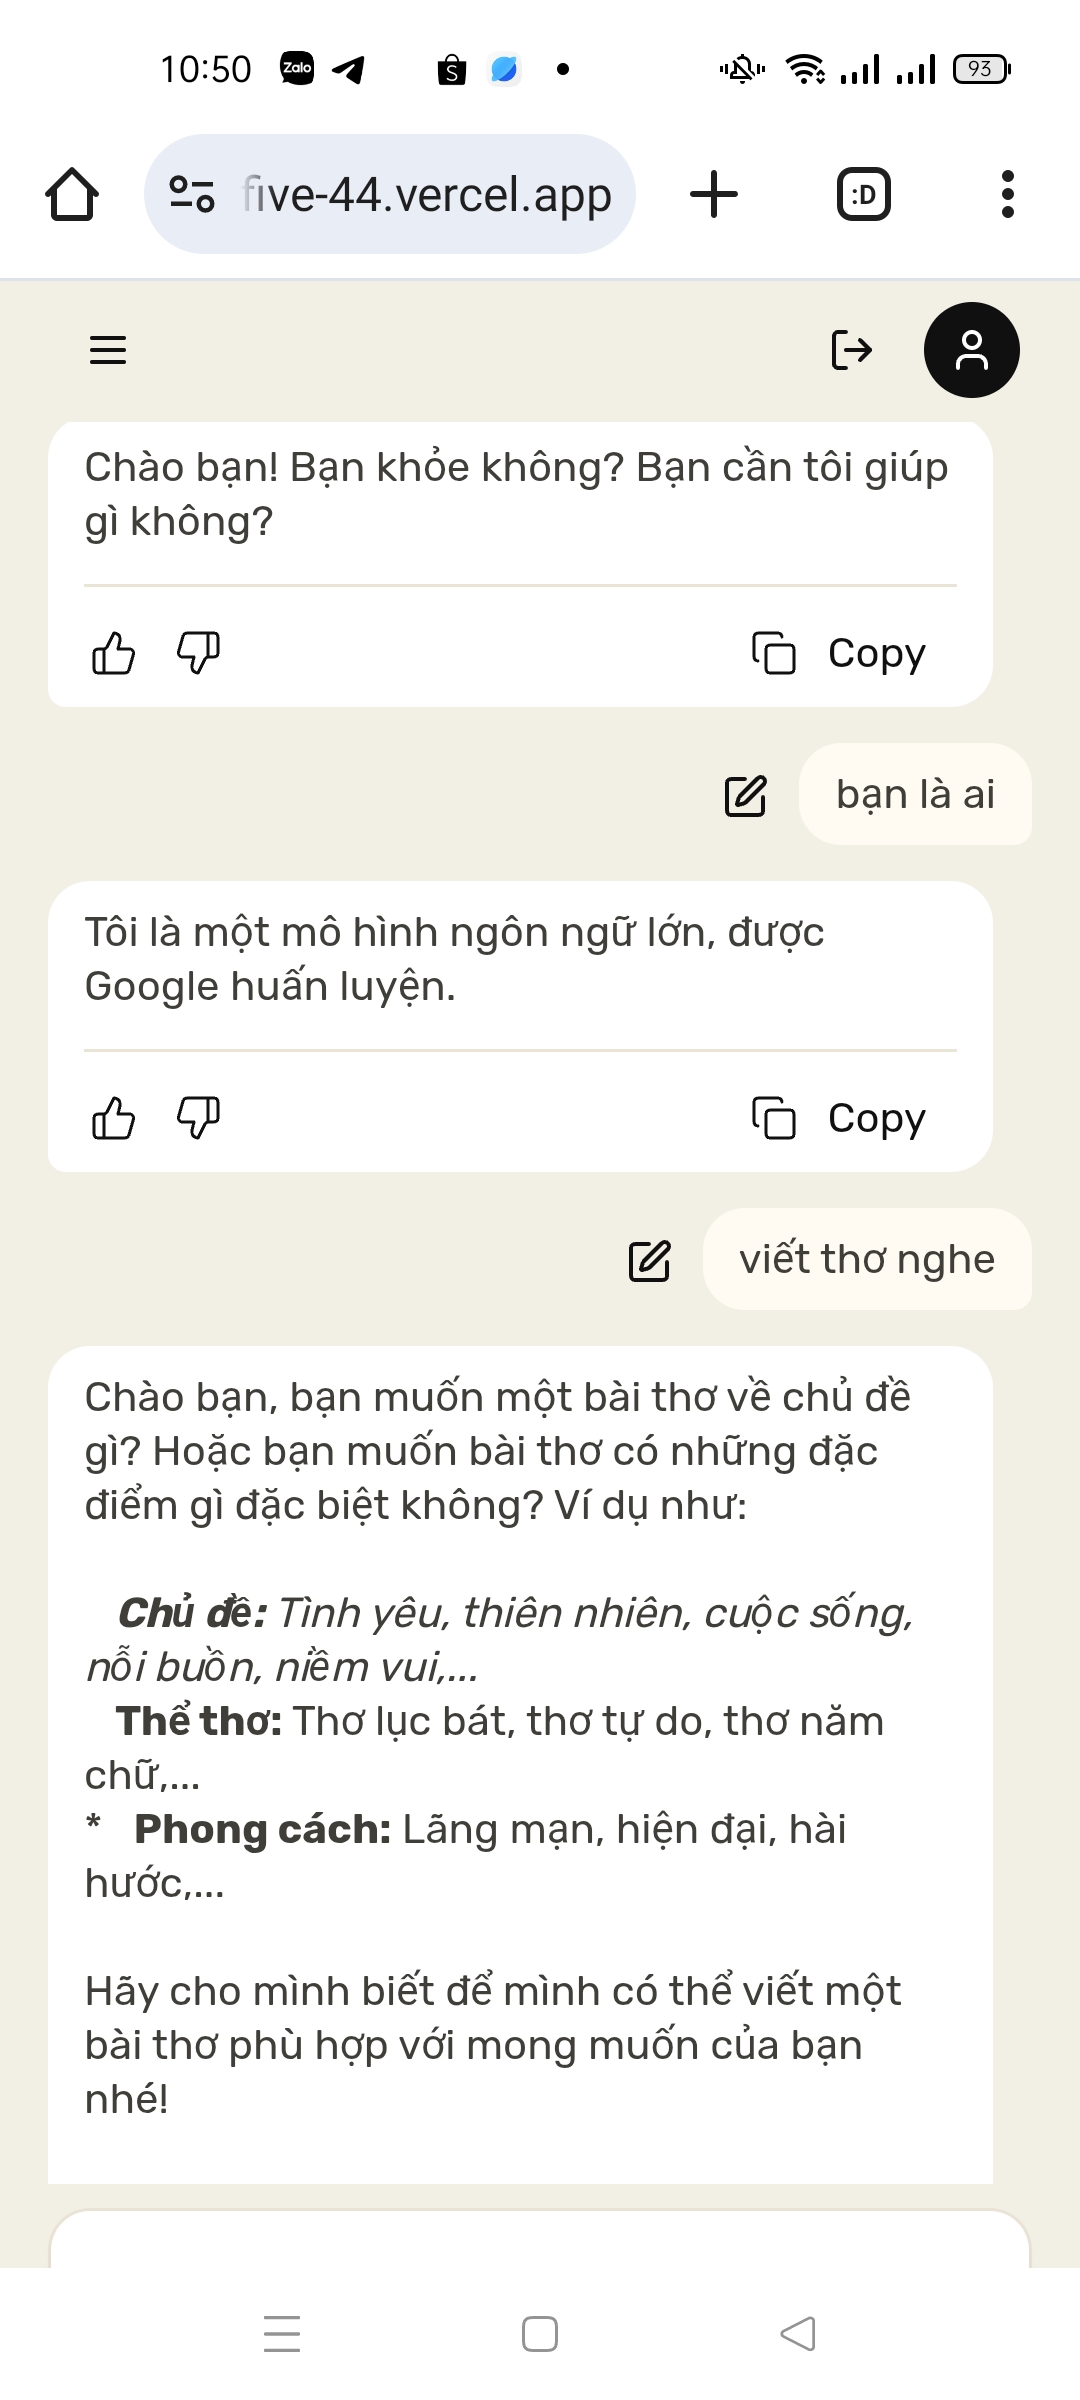 10:50
Zalo
S
93
five-44.vercel.app
:D
Chào bạn! Bạn khỏe không? Bạn cần tôi giúp
gì không?
Copy
bạn là ai
Tôi là một mô hình ngôn ngữ lớn, được
Google huấn luyện.
Copy
viết thơ nghe
Chào bạn, bạn muốn một bài thơ về chủ đề
gì? Hoặc bạn muốn bài thơ có những đặc
điểm gì đặc biệt không? Ví dụ như:
Chủ đề: Tình yêu, thiên nhiên, cuộc sống,
nỗi buồn, niềm vui,...
Thể thơ: Thơ lục bát, thơ tự do, thơ năm
chữ,...
* Phong cách: Lãng mạn, hiện đại, hài
hước,...
Hãy cho mình biết để mình có thể viết một
bài thơ phù hợp với mong muốn của bạn
nhé!